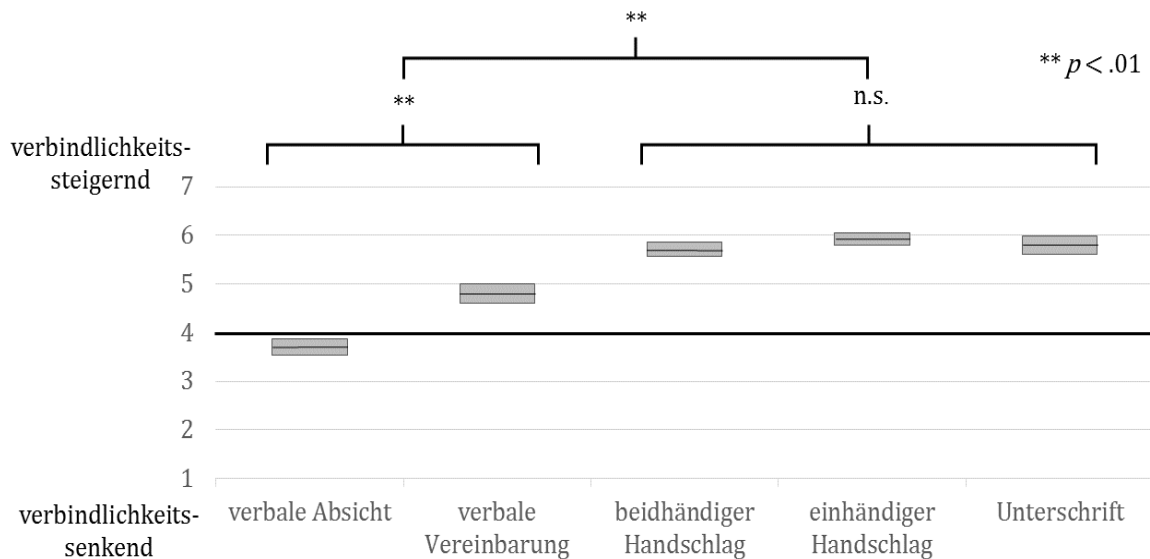 **
** p < .01
**
n.s.
verbindlichkeits-
steigernd
7
6
5
4
3
2
1
verbindlichkeits-
senkend
verbale Absicht
verbale
Vereinbarung
beidhändiger
Handschlag
einhändiger
Handschlag
Unterschrift